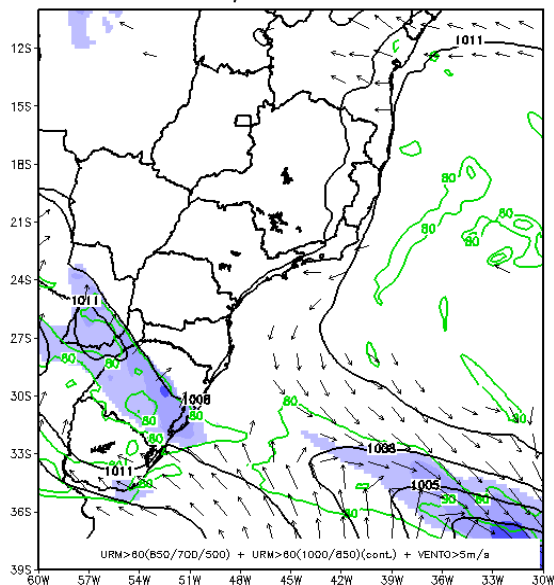 12S
15S
18S
21S
24S
27S
30S
33S
36S
39S
1011
80
80
80
80
1011
80
80
1008
80
80
80
80
1008
80
1011
1005
80
80
80
60W
57W
54W
51W
48W
45W
42W
39W
36W
33W
30W
URM>60(850/700/500) + URM>60(1000/850)(cont.) + VENTO>5m/s